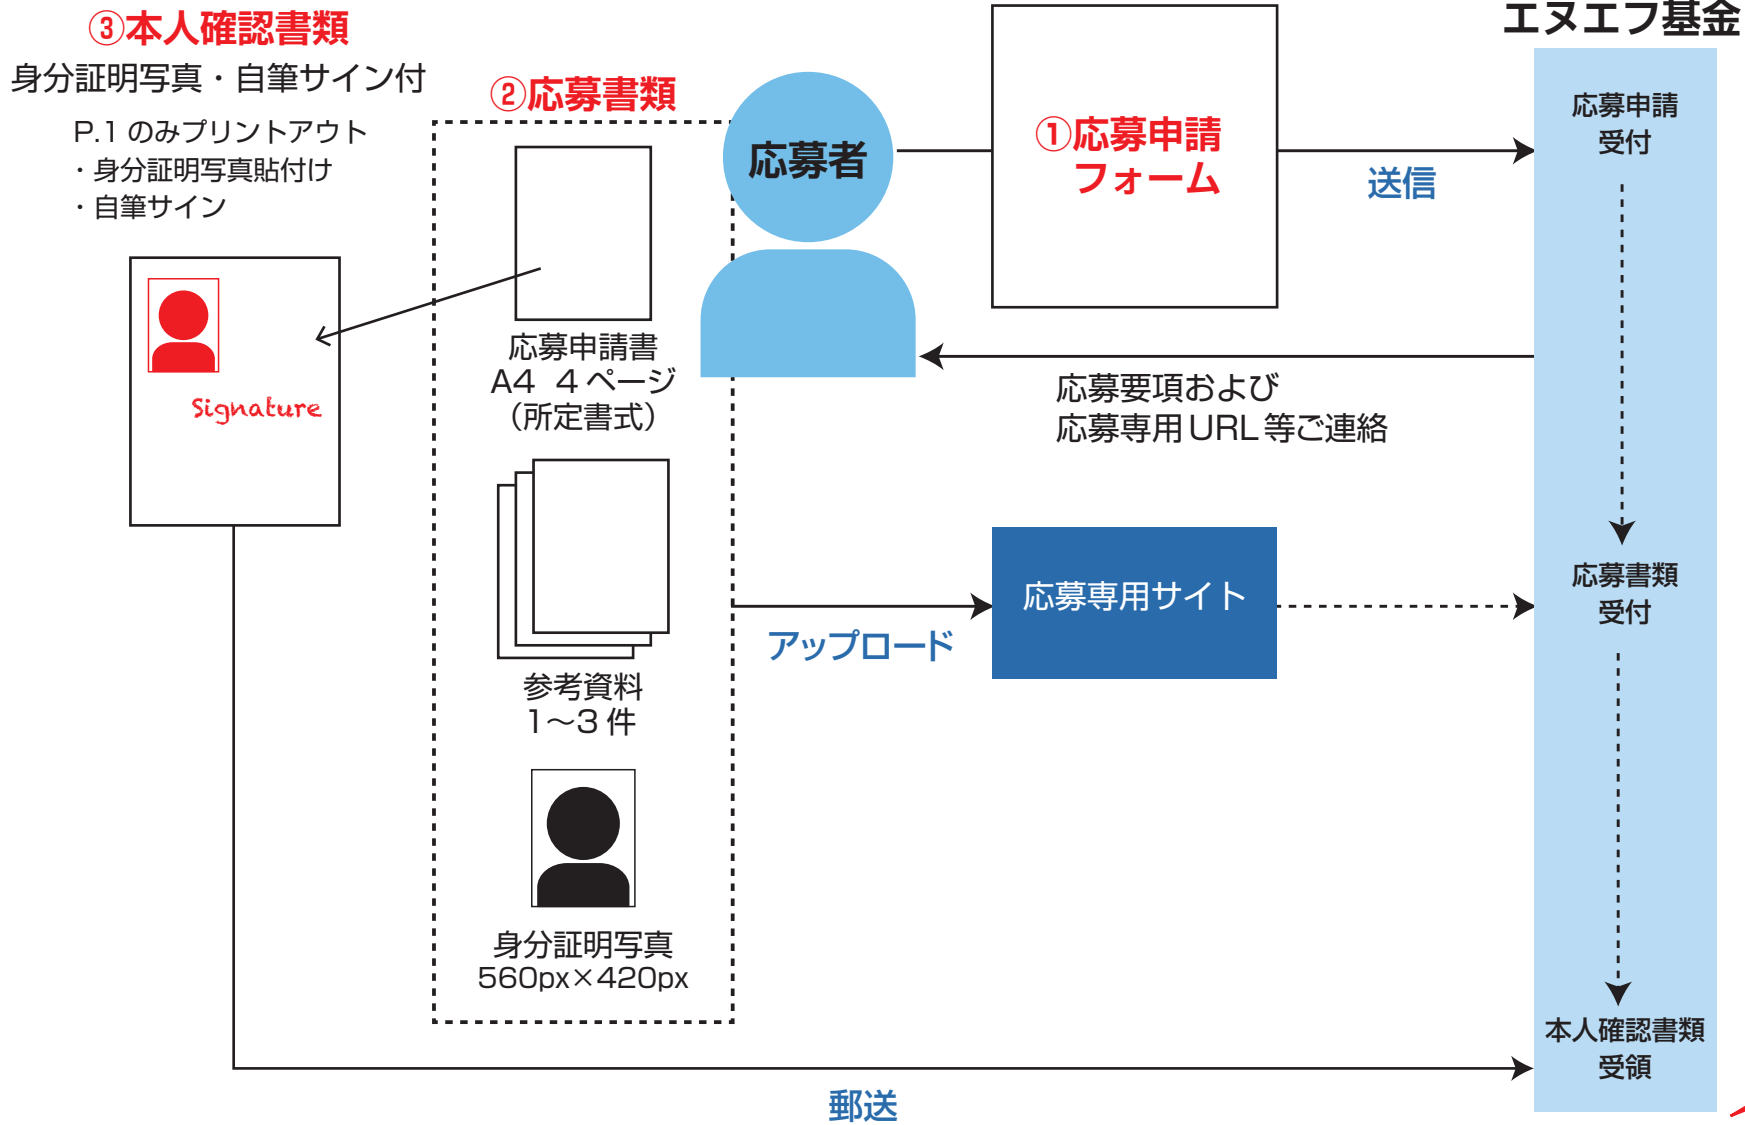 エヌエフ基金
③本人確認書類
身分証明写真・自筆サイン付
P.1 のみプリントアウト
・身分証明写真貼付け
・自筆サイン
Signature
②応募書類
応募申請書
A4 4 ページ
（所定書式）
参考資料
1〜3 件
身分証明写真
560px×420px
応募者
①応募申請
フォーム
送信
応募要項および
応募専用 URL 等ご連絡
アップロード
応募専用サイト
郵送
応募申請
受付
応募書類
受付
本人確認書類
受領